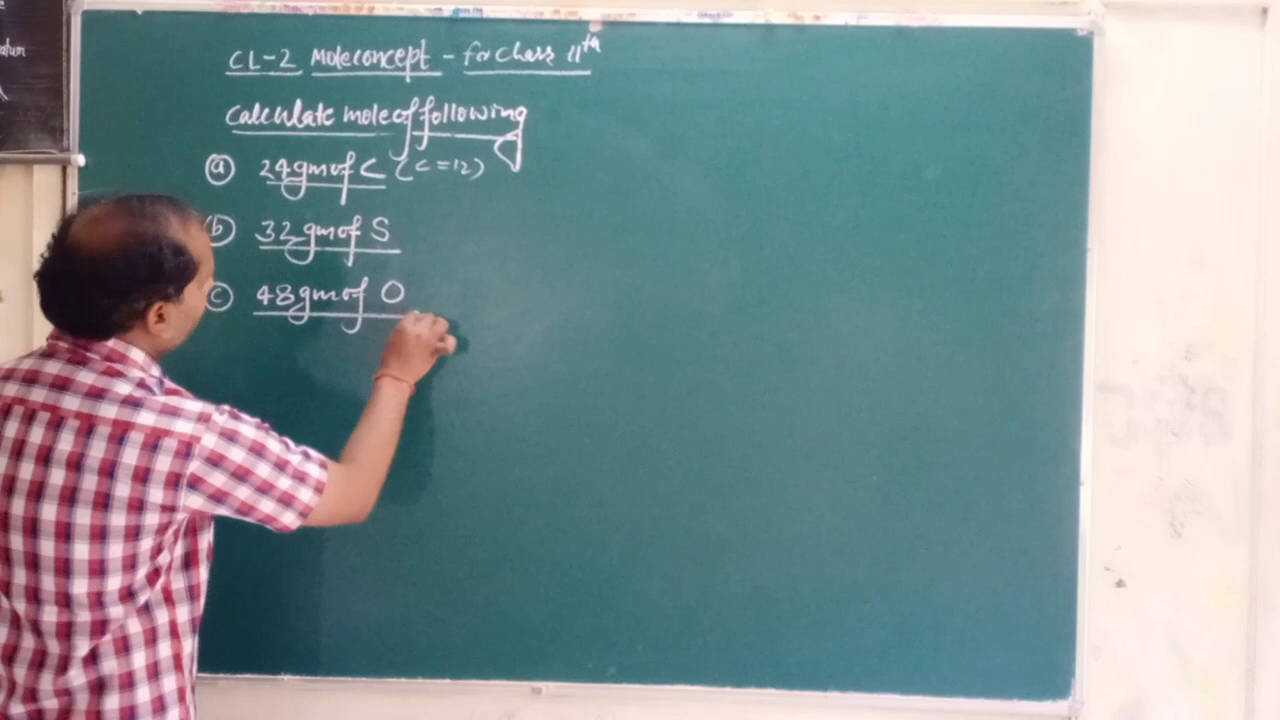 CL-2 Moleconcept - for Class 11th
Calculate mole of following
(a) 24gm of C (C=12)
(b) 32gm of S
(c) 48gm of O